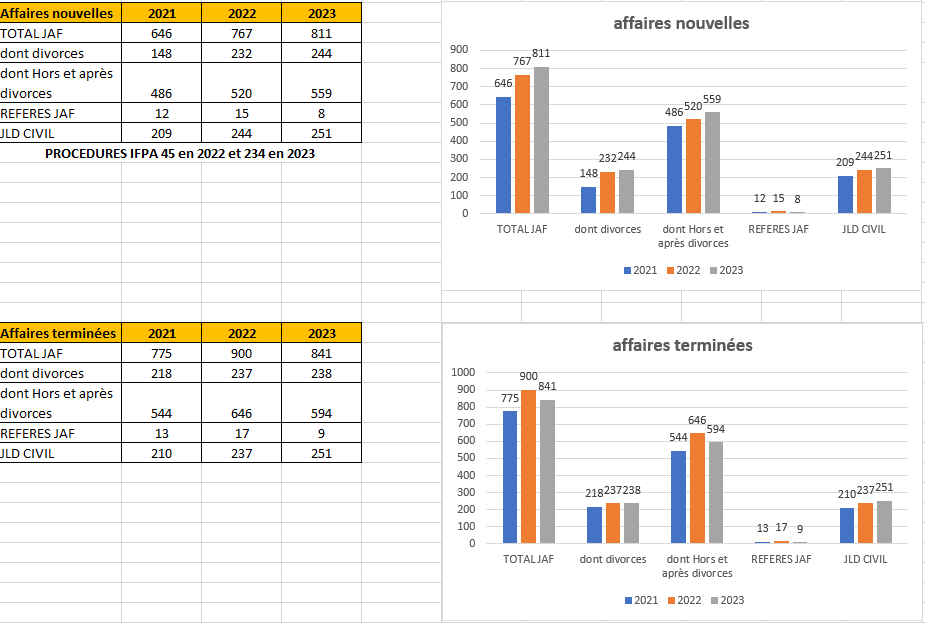 Affaires nouvelles 2021 2022 2023
TOTAL JAF 646 767 811
dont divorces 148 232 244
dont Hors et après
divorces 486 520 559
REFERES JAF 12 15 8
JLD CIVIL 209 244 251
PROCEDURES IFPA 45 en 2022 et 234 en 2023
affaires nouvelles
900
800
700
600
500
400
300
200
100
0
646 767 811
148 232 244
486 520 559
12 15 8
209 244 251
TOTAL JAF dont divorces dont Hors et REFERES JAF JLD CIVIL
après divorces
2021 2022 2023
Affaires terminées 2021 2022 2023
TOTAL JAF 775 900 841
dont divorces 218 237 238
dont Hors et après
divorces 544 646 594
REFERES JAF 13 17 9
JLD CIVIL 210 237 251
affaires terminées
1000
900
800
700
600
500
400
300
200
100
0
775 900 841
218 237 238
544 646 594
13 17 9
210 237 251
TOTAL JAF dont divorces dont Hors et REFERES JAF JLD CIVIL
après divorces
2021 2022 2023